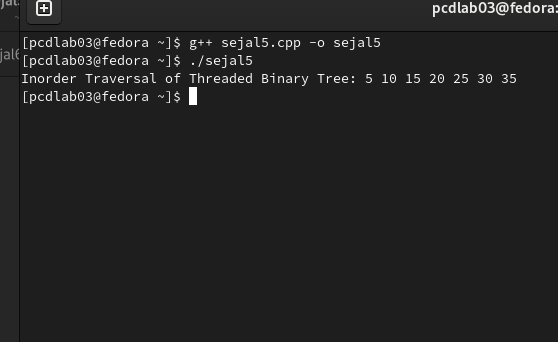 pcdlab03@fedora:
[pcdlab03@fedora ~]$ g++ sejal5.cpp -o sejal5
[pcdlab03@fedora ~]$ ./sejal5
Inorder Traversal of Threaded Binary Tree: 5 10 15 20 25 30 35
[pcdlab03@fedora ~]$